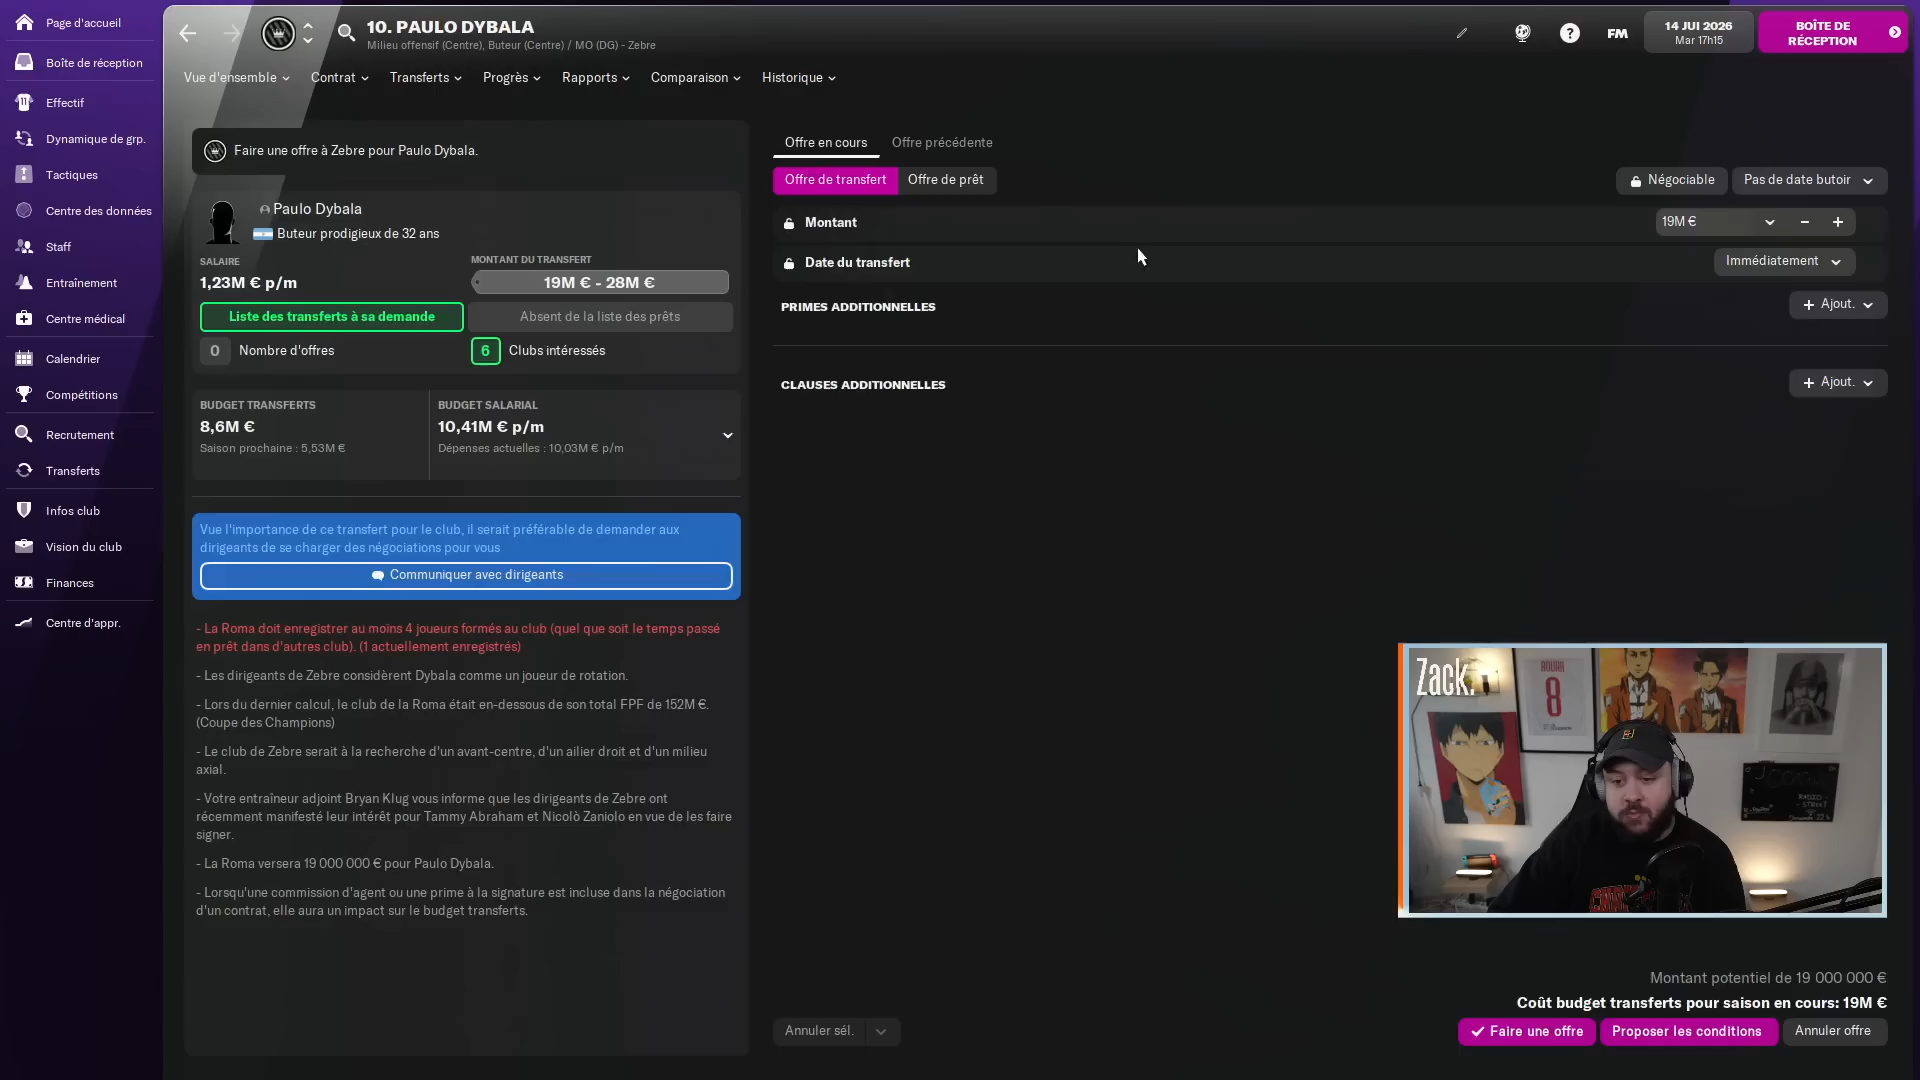 Page d'accueil
Boîte de réception
Effectif
Dynamique de grp.
Tactiques
Centre des données
Staff
Entraînement
Centre médical
Calendrier
Compétitions
Recrutement
Transferts
Infos club
Vision du club
Finances
Centre d'appr.
10. PAULO DYBALA
Milieu offensif (Centre), Buteur (Centre) / MO (DG) - Zebre
FM
14 JUI 2026
Mar 17h15
BOÎTE DE
RÉCEPTION
Vue d'ensemble
Contrat
Transferts
Progrès
Rapports
Comparaison
Historique
Faire une offre à Zebre pour Paulo Dybala.
Paulo Dybala
Buteur prodigieux de 32 ans
SALAIRE
1,23M € p/m
MONTANT DU TRANSFERT
19M € - 28M €
Liste des transferts à sa demande
Absent de la liste des prêts
0 Nombre d'offres
6 Clubs intéressés
BUDGET TRANSFERTS
8,6M €
Saison prochaine : 5,53M €
BUDGET SALARIAL
10,41M € p/m
Dépenses actuelles : 10,03M € p/m
Vue l'importance de ce transfert pour le club, il serait préférable de demander aux
dirigeants de se charger des négociations pour vous
Communiquer avec dirigeants
- La Roma doit enregistrer au moins 4 joueurs formés au club (quel que soit le temps passé
en prêt dans d'autres club). (1 actuellement enregistrés)
- Les dirigeants de Zebre considèrent Dybala comme un joueur de rotation.
- Lors du dernier calcul, le club de la Roma était en-dessous de son total FPF de 152M €.
(Coupe des Champions)
- Le club de Zebre serait à la recherche d'un avant-centre, d'un ailier droit et d'un milieu
axial.
- Votre entraîneur adjoint Bryan Klug vous informe que les dirigeants de Zebre ont
récemment manifesté leur intérêt pour Tammy Abraham et Nicolò Zaniolo en vue de les faire
signer.
- La Roma versera 19 000 000 € pour Paulo Dybala.
- Lorsqu'une commission d'agent ou une prime à la signature est incluse dans la négociation
d'un contrat, elle aura un impact sur le budget transferts.
Offre en cours
Offre précédente
Offre de transfert
Offre de prêt
Négociable
Pas de date butoir
Montant
19M €
Date du transfert
Immédiatement
PRIMES ADDITIONNELLES
+ Ajout.
CLAUSES ADDITIONNELLES
+ Ajout.
Zack.
8
Montant potentiel de 19 000 000 €
Coût budget transferts pour saison en cours: 19M €
Annuler sél.
Faire une offre
Proposer les conditions
Annuler offre